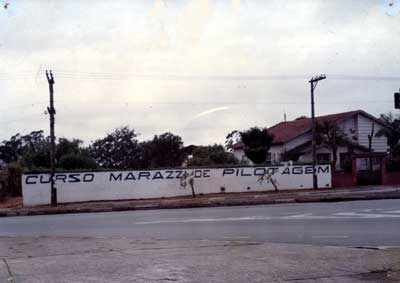 CURSO MARAZZI DE PILOTAGEM